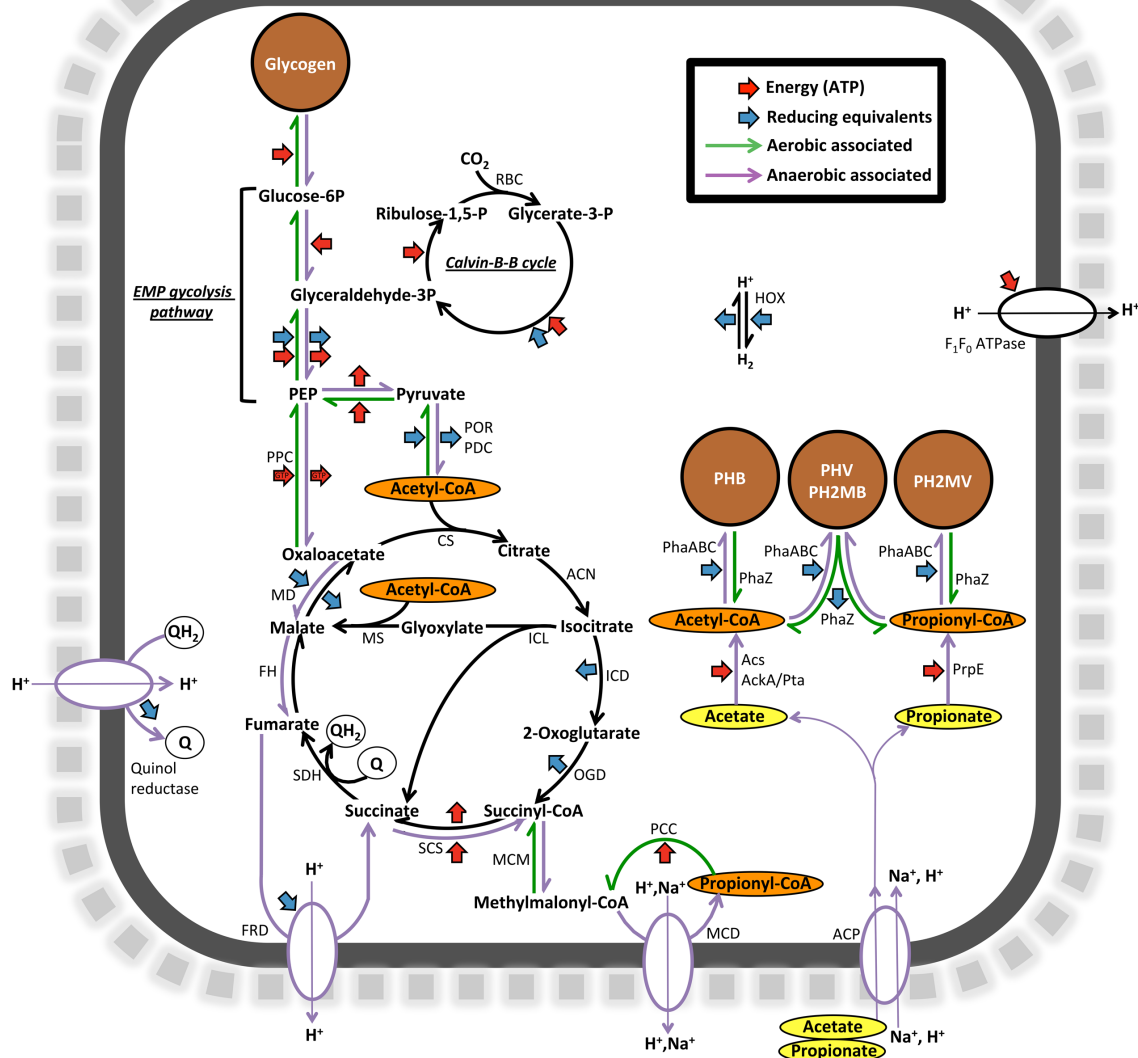 Glycogen
Energy (ATP)
Reducing equivalents
Aerobic associated
Anaerobic associated
CO2
RBC
Glucose-6P
Ribulose-1,5-P
Glycerate-3-P
Calvin-B-B cycle
EMP gycolysis
pathway
Glyceraldehyde-3P
H+
HOX
H2
H+
H+
F1F0 ATPase
PEP
Pyruvate
POR
PDC
PPC
GTP
GTP
Acetyl-CoA
PHB
PHV
PH2MB
PH2MV
CS
Oxaloacetate
Citrate
PhaABC
PhaZ
PhaABC
PhaABC
PhaZ
ACN
MD
Acetyl-CoA
Malate
MS
Glyoxylate
ICL
Isocitrate
Acetyl-CoA
PhaZ
Propionyl-CoA
QH2
H+
H+
FH
ICD
Acs
AckA/Pta
PrpE
Acetate
Propionate
Q
Quinol
reductase
Fumarate
QH2
Q
SDH
2-Oxoglutarate
OGD
Succinate
Succinyl-CoA
SCS
MCM
PCC
H+
H+,Na+
Propionyl-CoA
Na+, H+
Methylmalonyl-CoA
FRD
MCD
ACP
H+
H+,Na+
Acetate
Propionate
Na+, H+